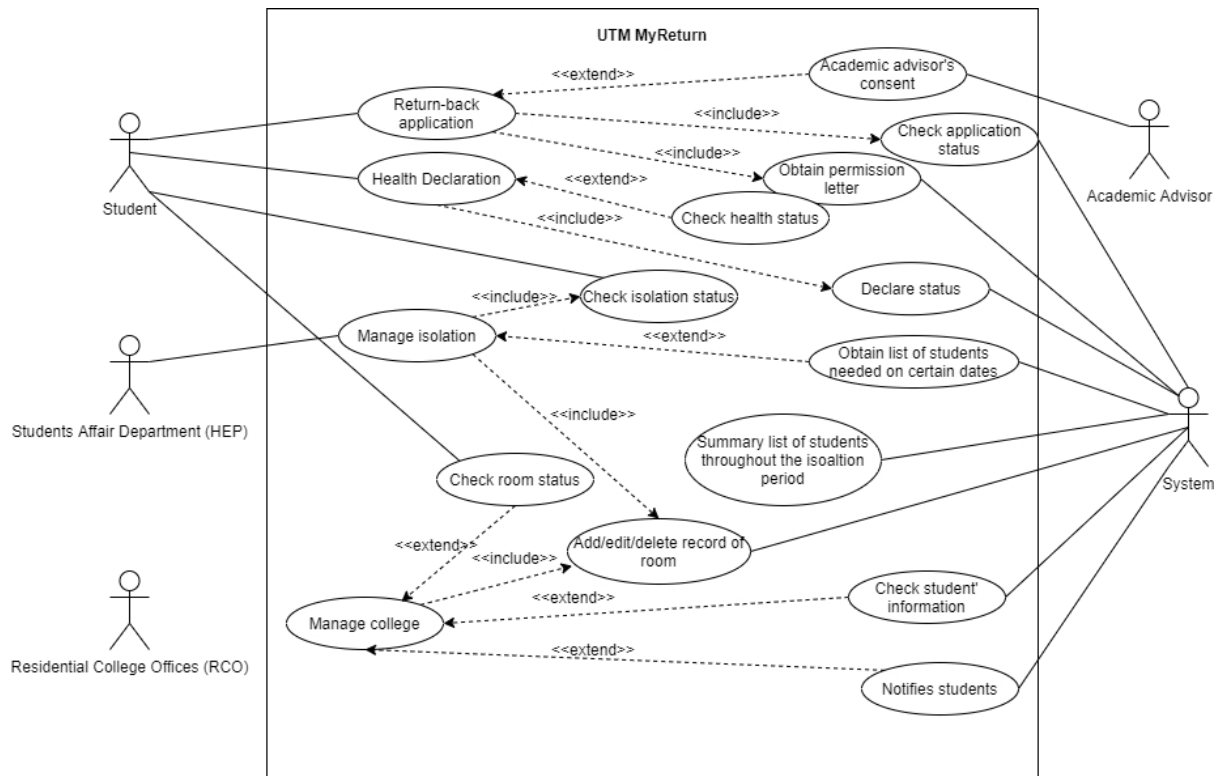 UTM MyReturn
<<extend>>
Academic advisor's
consent
Return-back
application
<<include>>
Check application
status
<<include>>
Obtain permission
letter
Academic Advisor
Student
Health Declaration
<<extend>>
Check health status
<<include>>
Declare status
<<include>>
Check isolation status
Manage isolation
<<extend>>
Obtain list of students
needed on certain dates
Students Affair Department (HEP)
<<include>>
Summary list of students
throughout the isoaltion
period
System
Check room status
<<extend>>
<<include>>
Add/edit/delete record of
room
<<extend>>
Check student'
information
Manage college
Residential College Offices (RCO)
<<extend>>
Notifies students